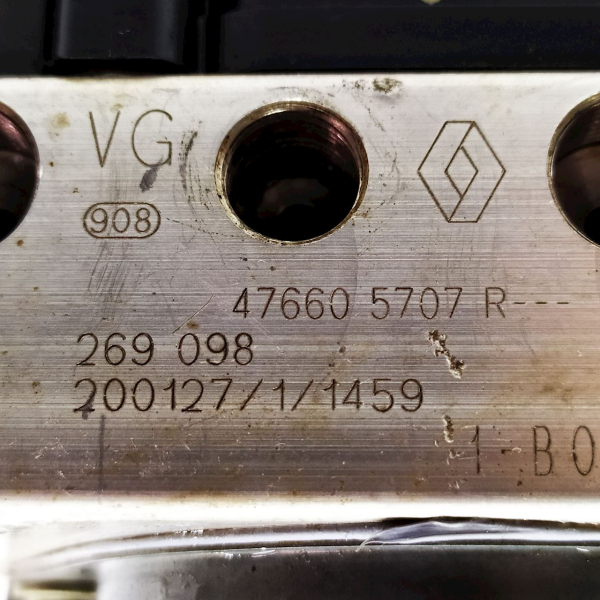 VG
908
47660 5707 R---
269 098
200127/1/1459
1-B0